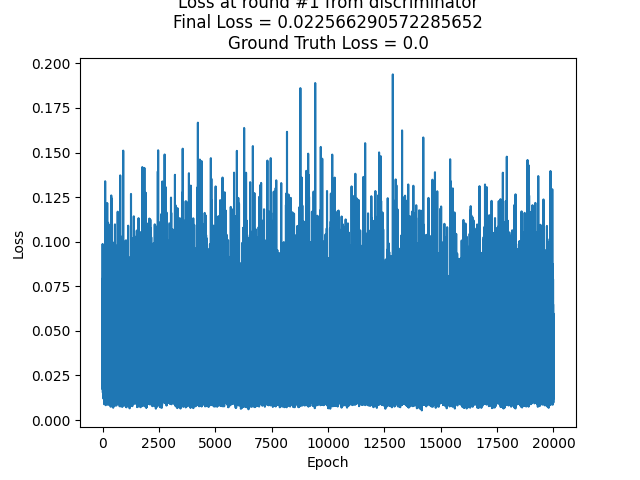 Loss at round #1 from discriminator
Final Loss = 0.022566290572285652
Ground Truth Loss = 0.0
0.200
0.175
0.150
0.125
0.100
0.075
0.050
0.025
0.000
Loss
0 2500 5000 7500 10000 12500 15000 17500 20000
Epoch